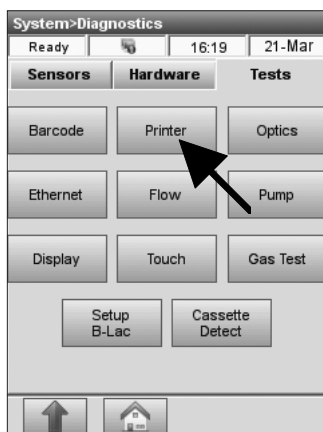 System>Diagnostics
Ready 16:19 21-Mar
Sensors Hardware Tests
Barcode Printer Optics
Ethernet Flow Pump
Display Touch Gas Test
Setup B-Lac Cassette Detect